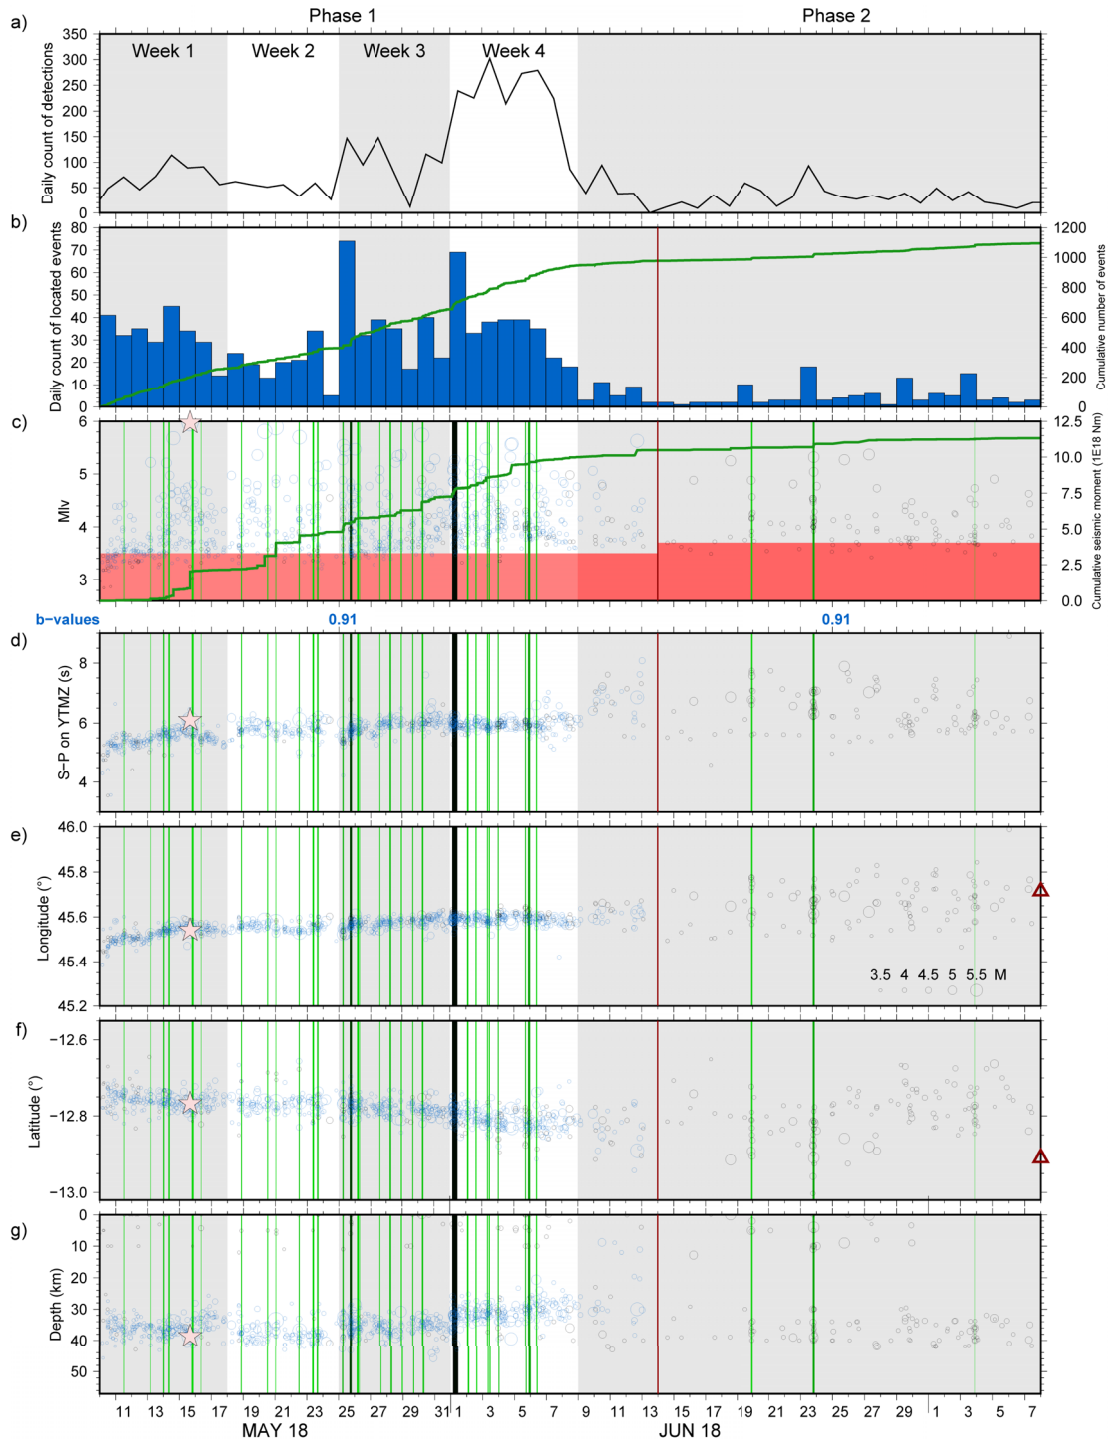 Phase 1 Phase 2
a)
Week 1 Week 2 Week 3 Week 4
Daily count of detections
350
300
250
200
150
100
50
0
b)
Daily count of located events
80
70
60
50
40
30
20
10
0
1200
1000
800
600
400
200
0
Cumulative number of events
c)
Mlv
6
5
4
3
12.5
10.0
7.5
5.0
2.5
0.0
Cumulative seismic moment (1E18 Nm)
b−values 0.91 0.91
d)
S−P on YTMZ (s)
8
6
4
e)
Longitude (°)
46.0
45.8
45.6
45.4
45.2
3.5 4 4.5 5 5.5 M
f)
Latitude (°)
−12.6
−12.8
−13.0
g)
Depth (km)
0
10
20
30
40
50
11 13 15 17 19 21 23 25 27 29 31 1 3 5 7 9 11 13 15 17 19 21 23 25 27 29 1 3 5 7
MAY 18 JUN 18